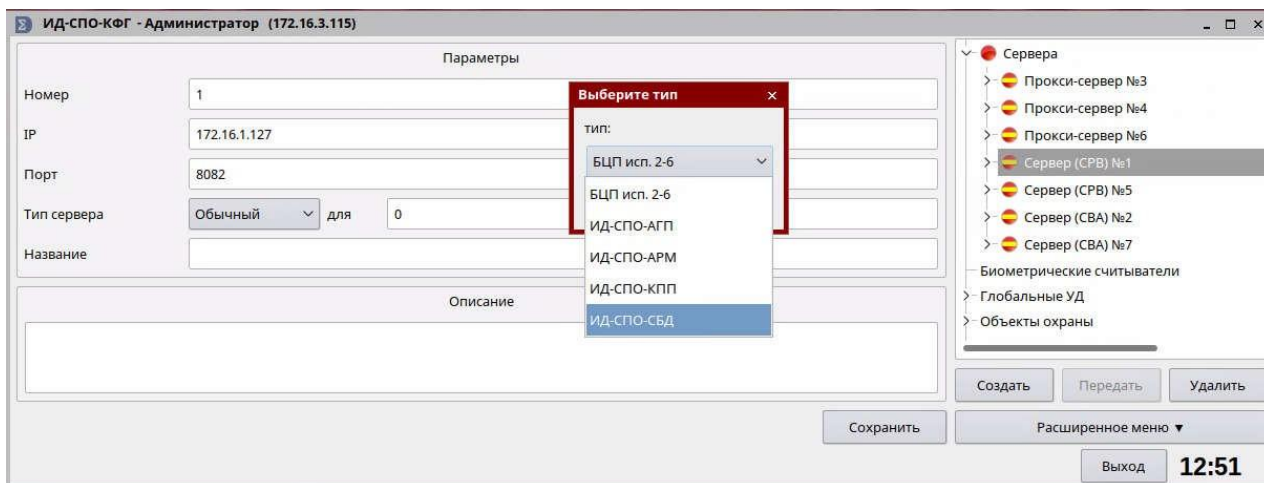 ИД-СПО-КФГ - Администратор (172.16.3.115)
Параметры
Номер
1
IP
172.16.1.127
Порт
8082
Тип сервера
Обычный
для
0
Название
Описание
Сохранить
Выберите тип
тип:
БЦП исп. 2-6
БЦП исп. 2-6
ИД-СПО-АГП
ИД-СПО-АРМ
ИД-СПО-КПП
ИД-СПО-СБД
Сервера
Прокси-сервер №3
Прокси-сервер №4
Прокси-сервер №6
Сервер (СРВ) №1
Сервер (СРВ) №5
Сервер (СВА) №2
Сервер (СВА) №7
Биометрические считыватели
Глобальные УД
Объекты охраны
Создать
Передать
Удалить
Расширенное меню ▼
Выход
12:51